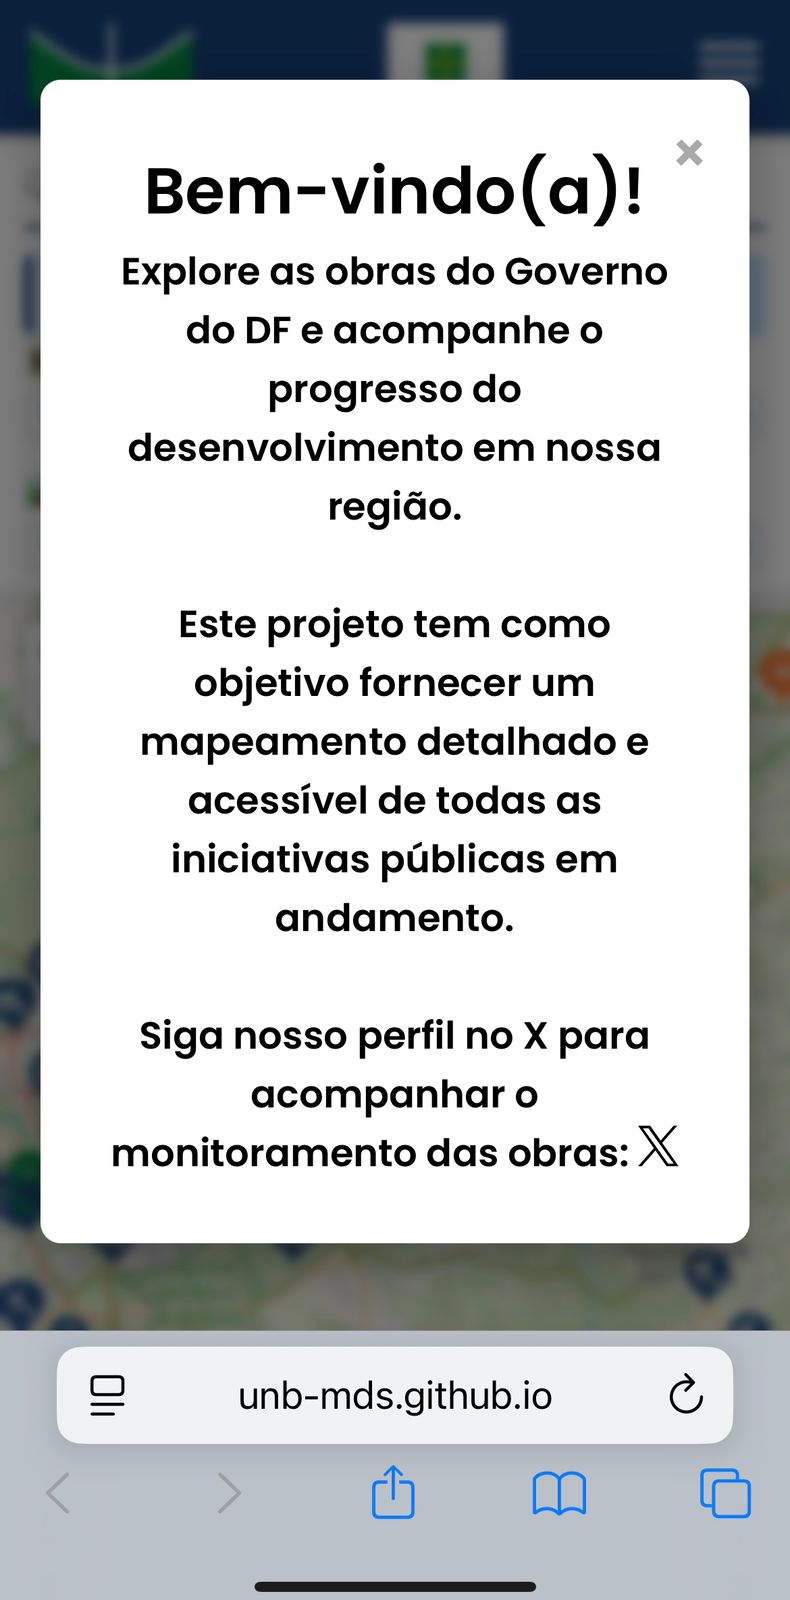 Bem-vindo(a)!
Explore as obras do Governo
do DF e acompanhe o
progresso do
desenvolvimento em nossa
região.
Este projeto tem como
objetivo fornecer um
mapeamento detalhado e
acessível de todas as
iniciativas públicas em
andamento.
Siga nosso perfil no X para
acompanhar o
monitoramento das obras: 𝕏
unb-mds.github.io